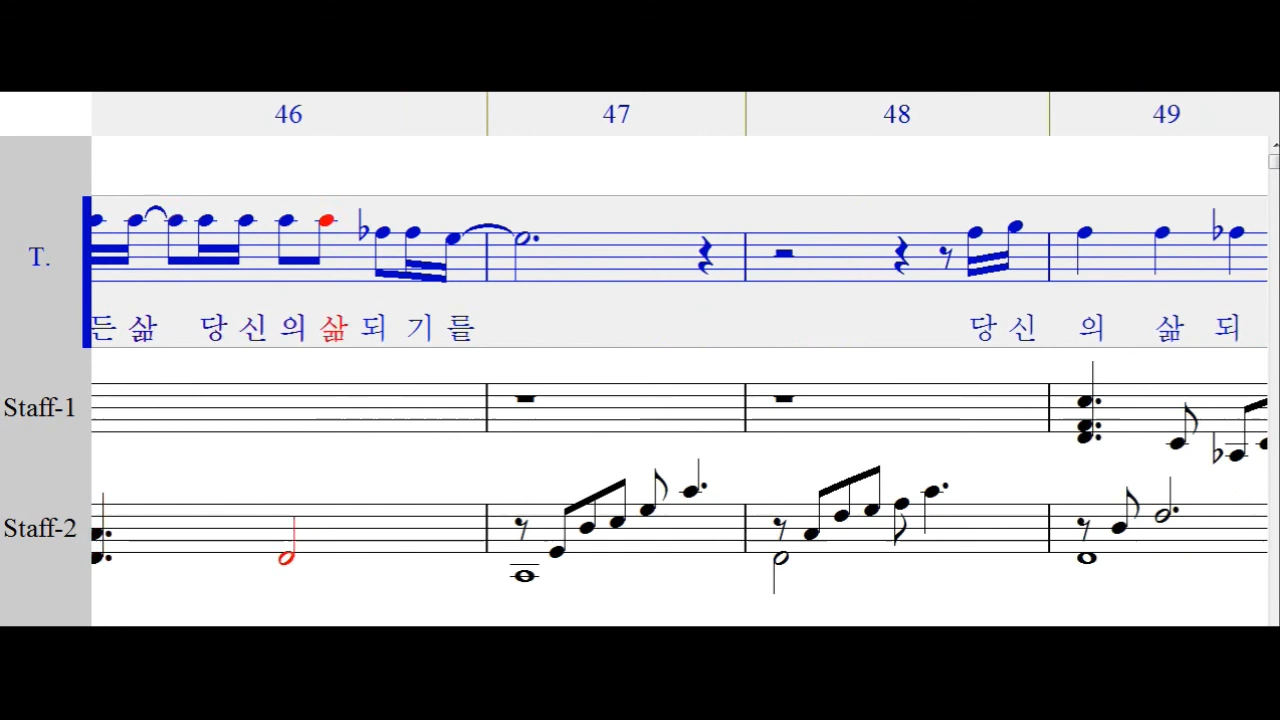 46 47 48 49
T.
든 삶 당 신 의 삶 되 기 를 당 신 의 삶 되
Staff-1
Staff-2